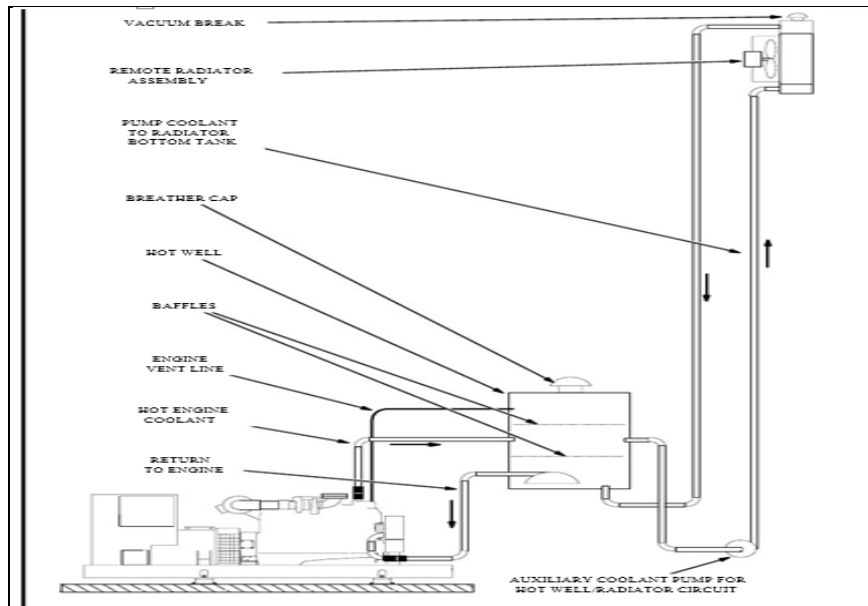 VACUUM BREAK
REMOTE RADIATOR
ASSEMBLY
PUMP COOLANT
TO RADIATOR
BOTTOM TANK
BREATHER CAP
HOT WELL
BAFFLES
ENGINE
VENT LINE
HOT ENGINE
COOLANT
RETURN
TO ENGINE
AUXILIARY COOLANT PUMP FOR
HOT WELL/RADIATOR CIRCUIT